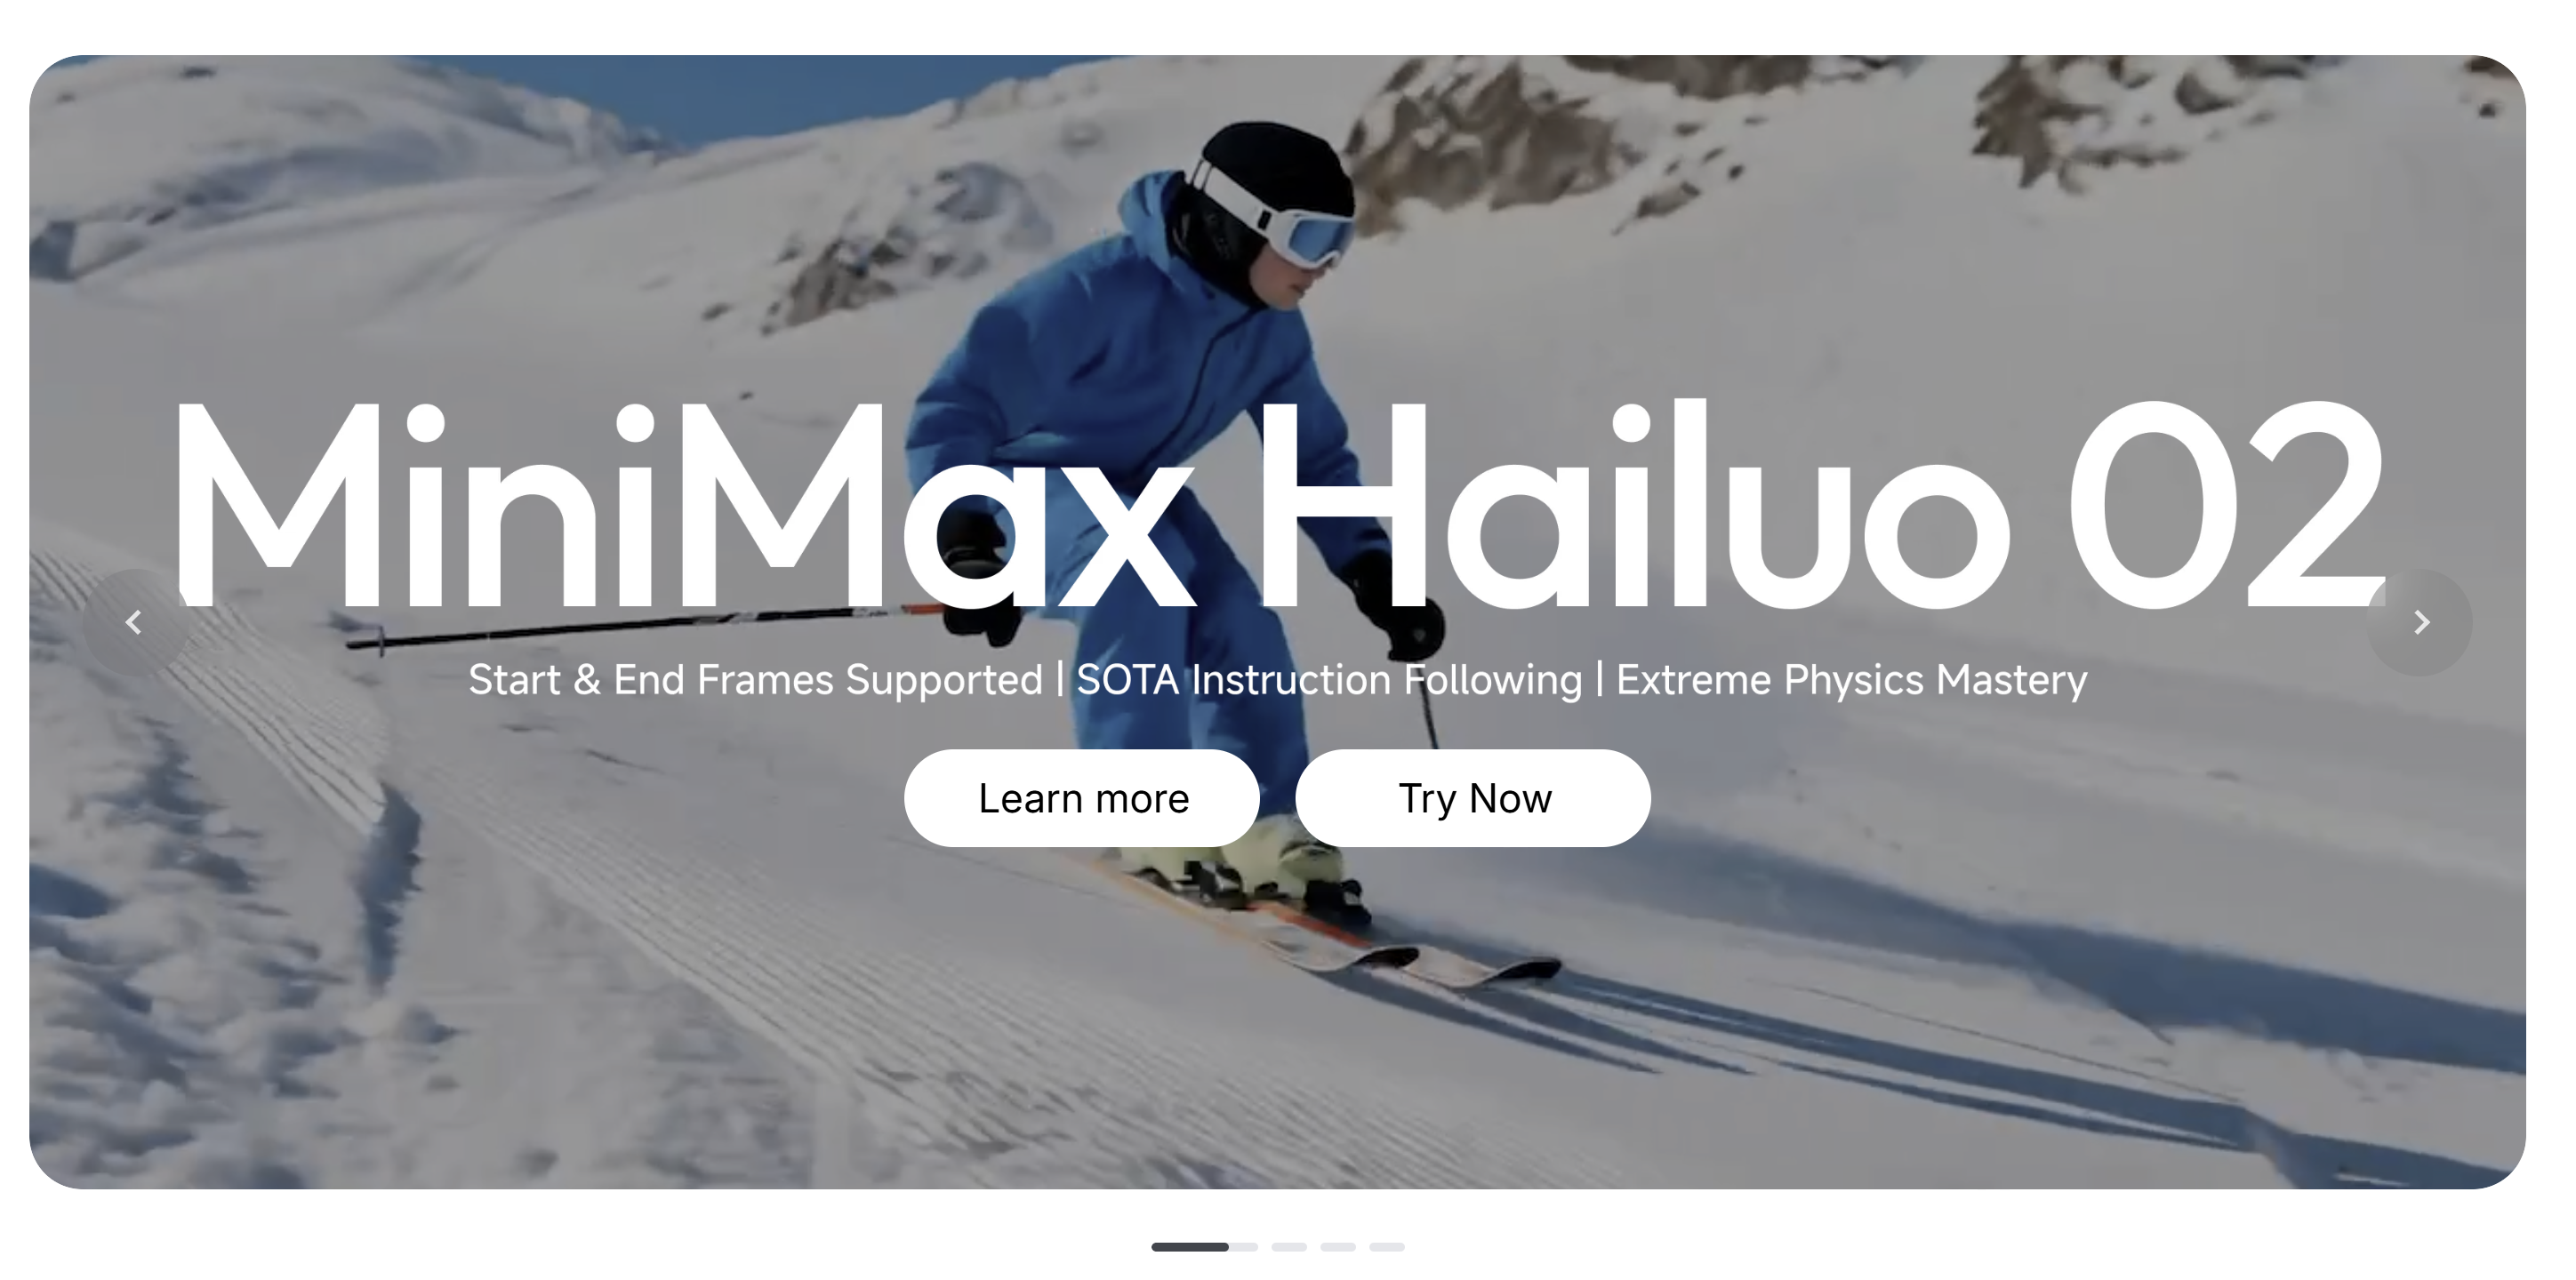 MiniMax Hailuo 02
Start & End Frames Supported | SOTA Instruction Following | Extreme Physics Mastery
Learn more
Try Now